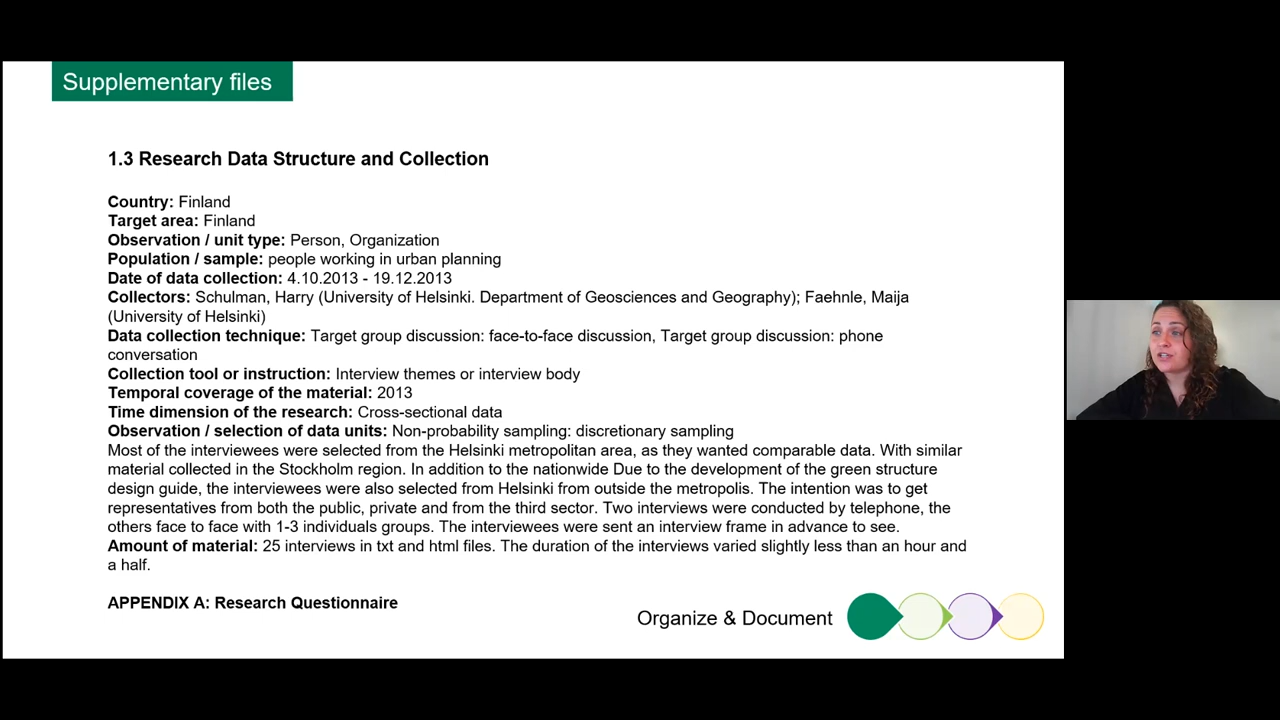 Supplementary files
1.3 Research Data Structure and Collection
Country: Finland
Target area: Finland
Observation / unit type: Person, Organization
Population / sample: people working in urban planning
Date of data collection: 4.10.2013 - 19.12.2013
Collectors: Schulman, Harry (University of Helsinki. Department of Geosciences and Geography); Faehnle, Maija
(University of Helsinki)
Data collection technique: Target group discussion: face-to-face discussion, Target group discussion: phone
conversation
Collection tool or instruction: Interview themes or interview body
Temporal coverage of the material: 2013
Time dimension of the research: Cross-sectional data
Observation / selection of data units: Non-probability sampling: discretionary sampling
Most of the interviewees were selected from the Helsinki metropolitan area, as they wanted comparable data. With similar
material collected in the Stockholm region. In addition to the nationwide Due to the development of the green structure
design guide, the interviewees were also selected from Helsinki from outside the metropolis. The intention was to get
representatives from both the public, private and from the third sector. Two interviews were conducted by telephone, the
others face to face with 1-3 individuals groups. The interviewees were sent an interview frame in advance to see.
Amount of material: 25 interviews in txt and html files. The duration of the interviews varied slightly less than an hour and
a half.
APPENDIX A: Research Questionnaire
Organize & Document